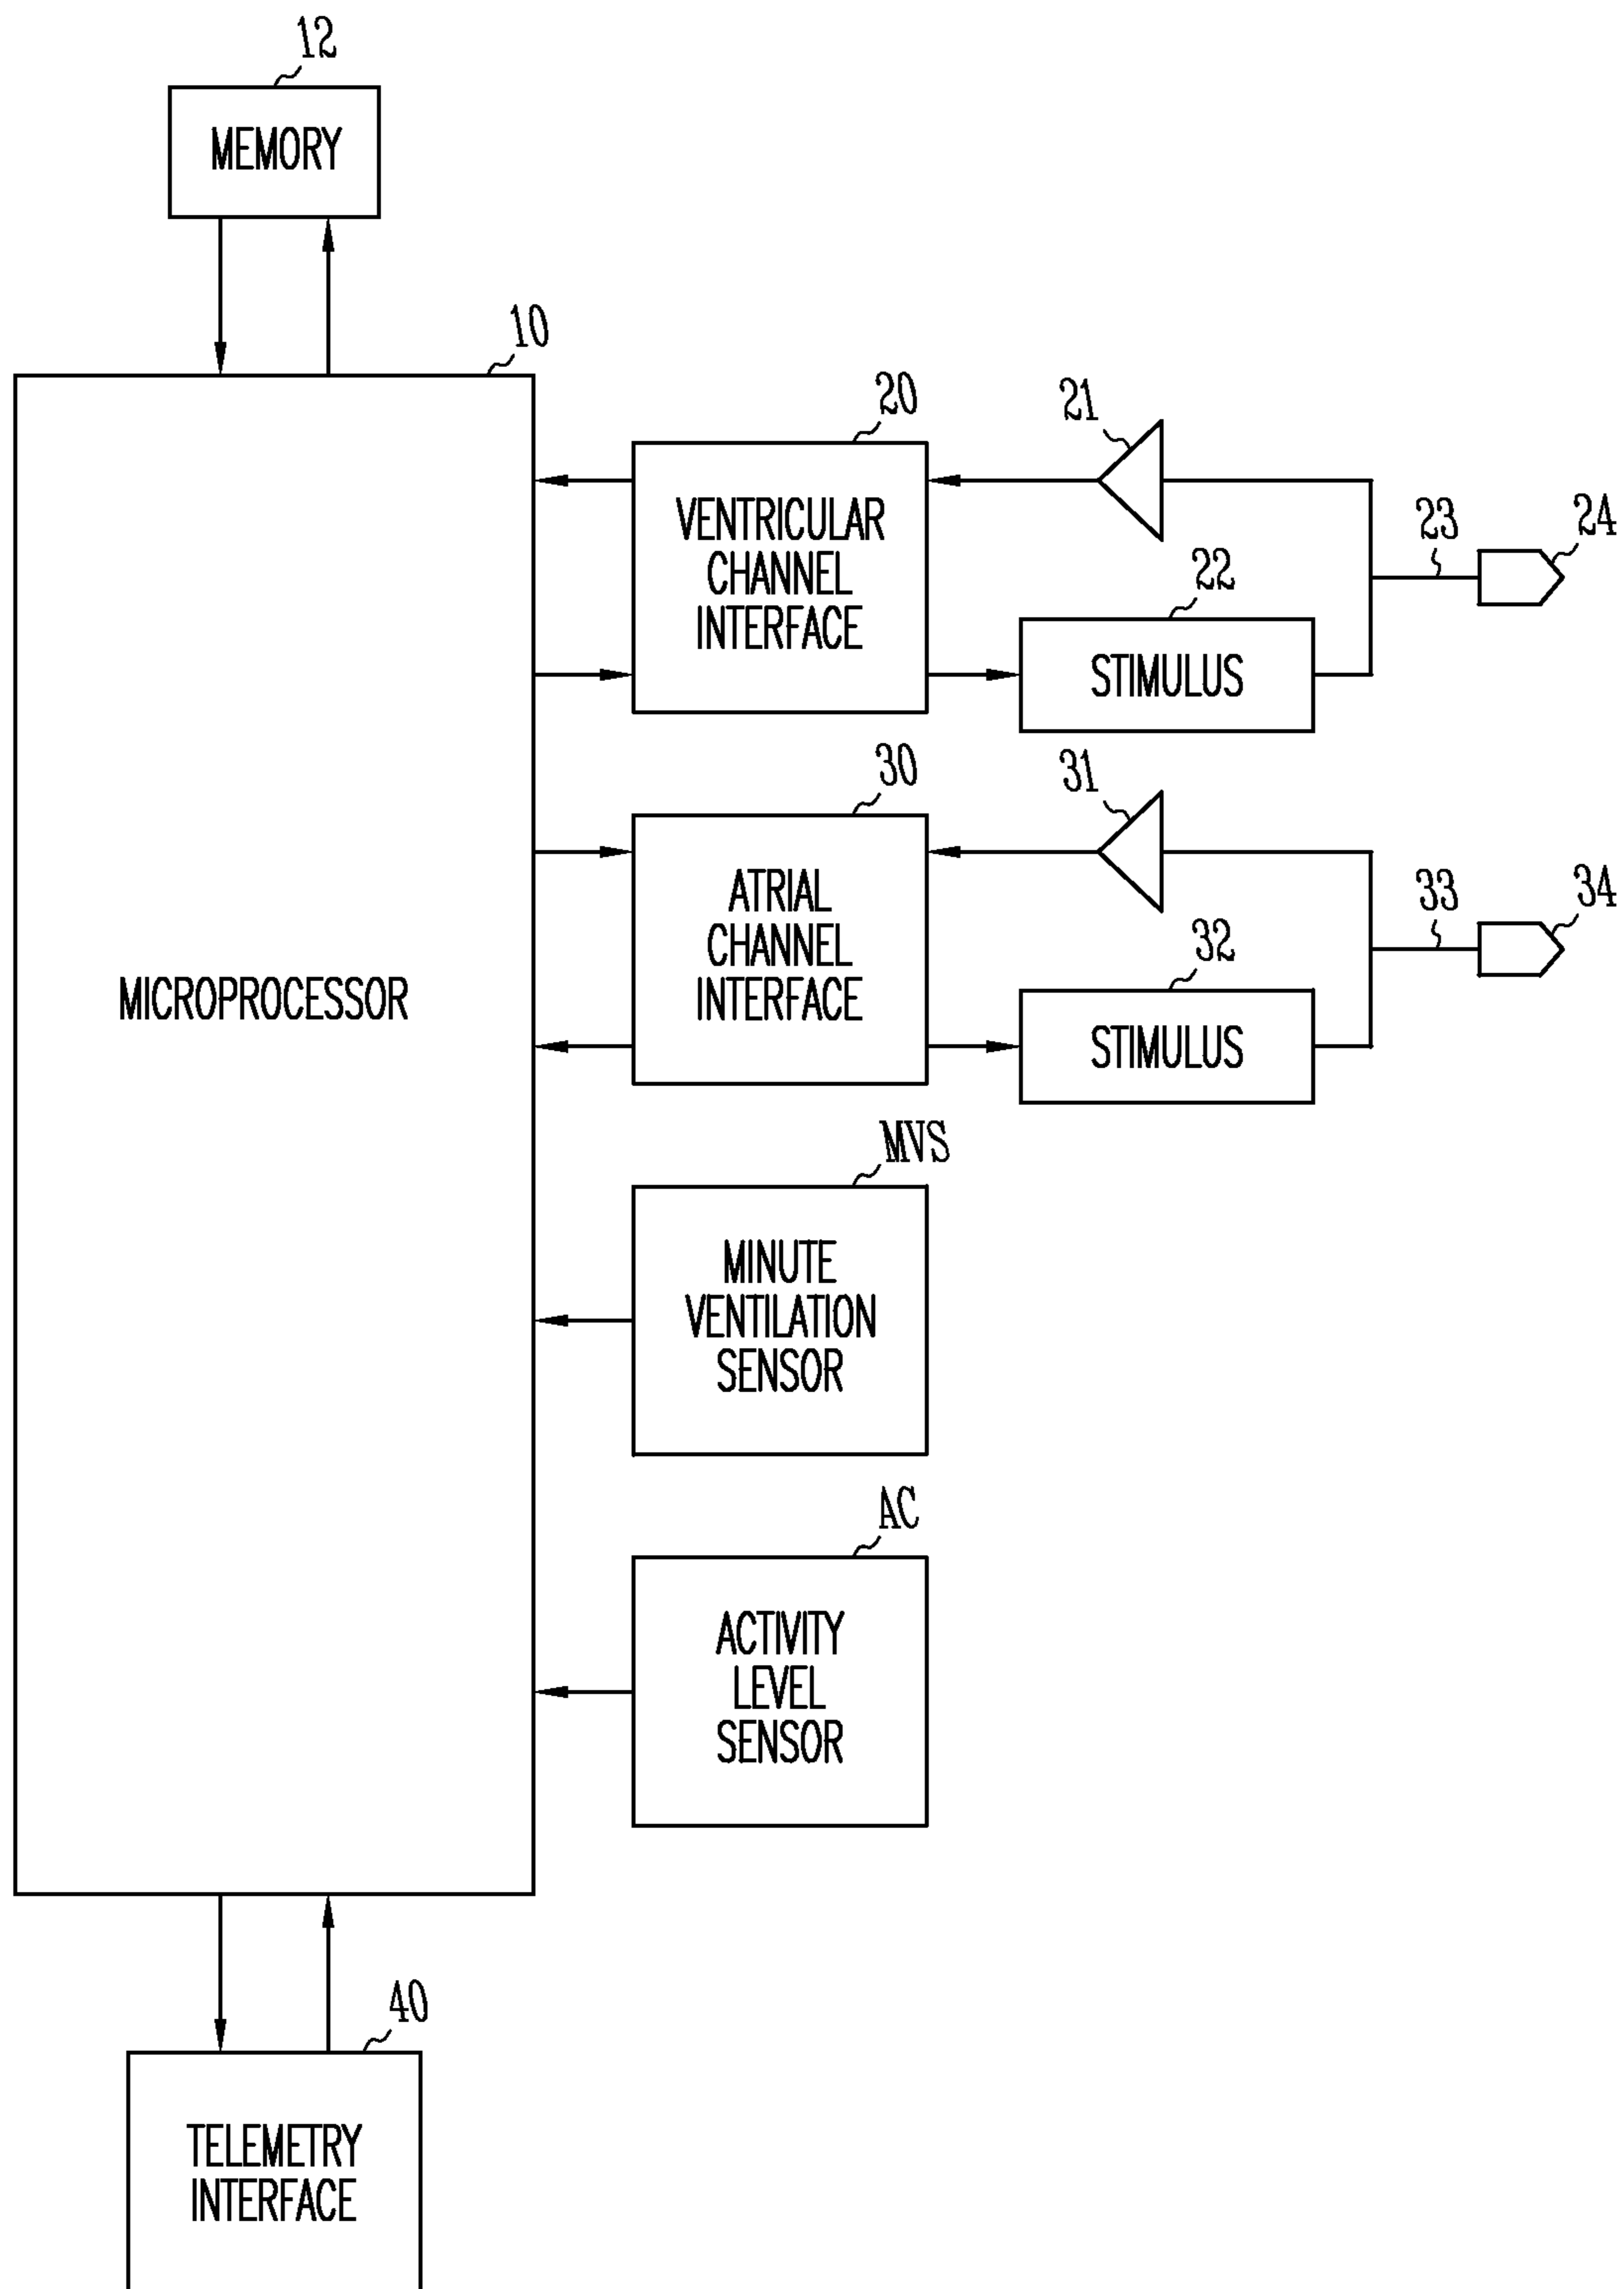 12
MEMORY
10
20
21
VENTRICULAR
CHANNEL
INTERFACE
23
24
22
STIMULUS
30
31
ATRIAL
CHANNEL
INTERFACE
33
34
32
STIMULUS
MICROPROCESSOR
MVS
MINUTE
VENTILATION
SENSOR
AC
ACTIVITY
LEVEL
SENSOR
40
TELEMETRY
INTERFACE